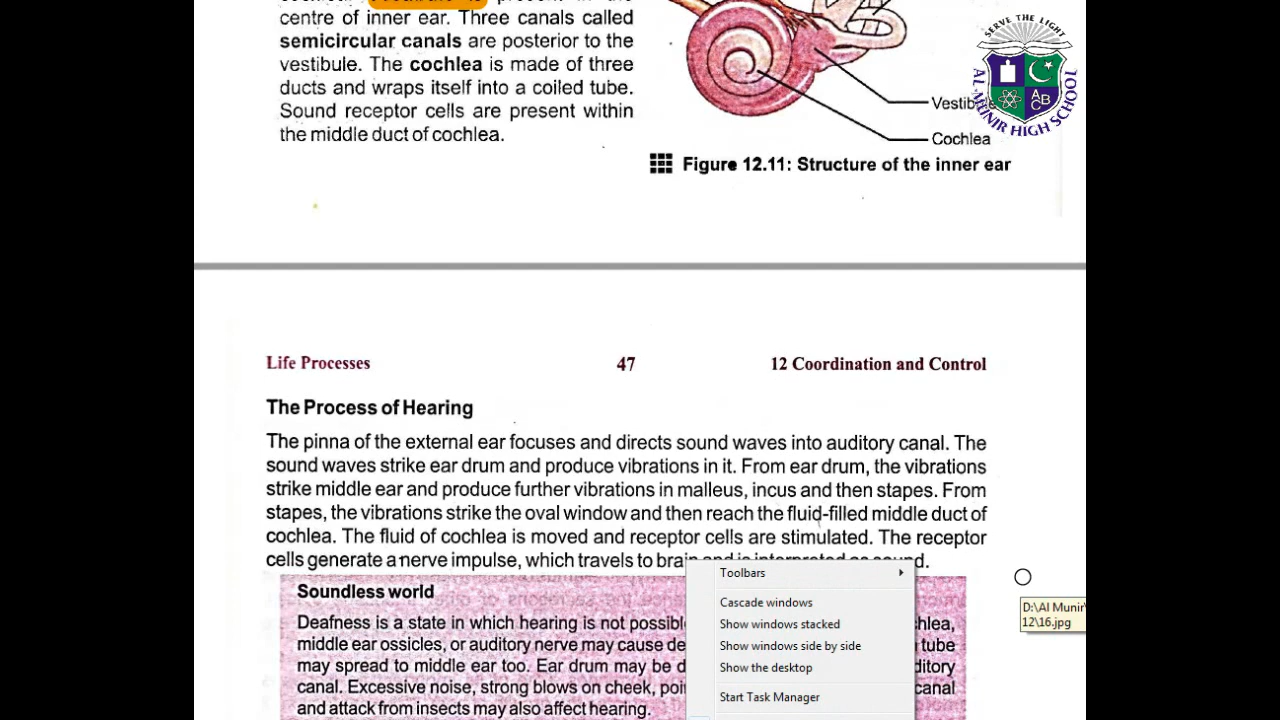 centre of inner ear. Three canals called
semicircular canals are posterior to the
vestibule. The cochlea is made of three
ducts and wraps itself into a coiled tube.
Sound receptor cells are present within
the middle duct of cochlea.
Cochlea
Figure 12.11: Structure of the inner ear
SERVE THE LIGHT
AL MUNIR HIGH SCHOOL
A B C
Life Processes 47 12 Coordination and Control
The Process of Hearing
The pinna of the external ear focuses and directs sound waves into auditory canal. The
sound waves strike ear drum and produce vibrations in it. From ear drum, the vibrations
strike middle ear and produce further vibrations in malleus, incus and then stapes. From
stapes, the vibrations strike the oval window and then reach the fluid-filled middle duct of
cochlea. The fluid of cochlea is moved and receptor cells are stimulated. The receptor
cells generate a nerve impulse, which travels to brain and is interpreted as sound.
Soundless world
Deafness is a state in which hearing is not
middle ear ossicles, or auditory nerve may cause tube
may spread to middle ear too. Ear drum may be
canal. Excessive noise, strong blows on cheek, canal
and attack from insects may also affect hearing.
Toolbars
Cascade windows
Show windows stacked
Show windows side by side
Show the desktop
Start Task Manager
D:\Al Munir\
12\16.jpg